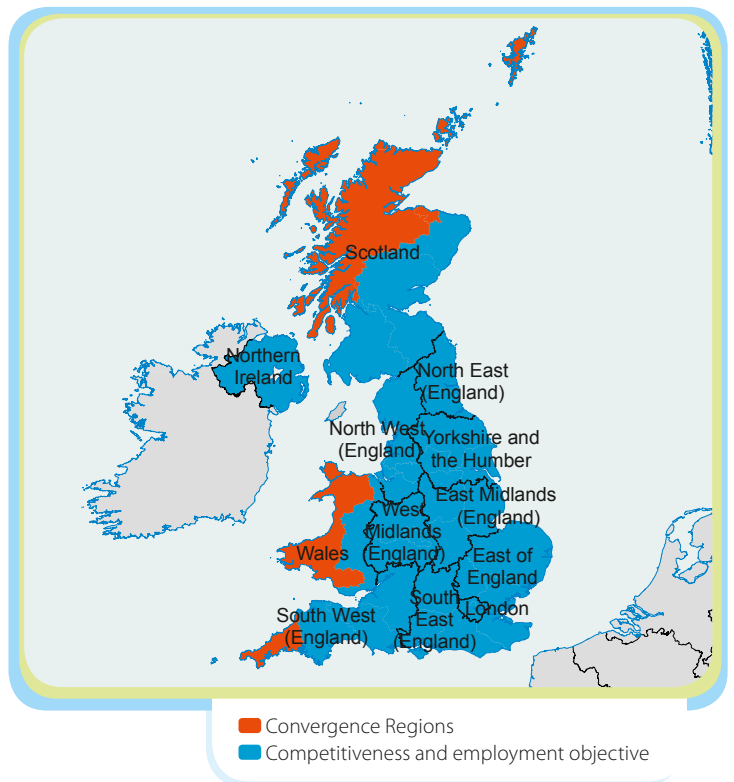 Scotland
Northern
Ireland
North East
(England)
North West
(England)
Yorkshire and
the Humber
East Midlands
(England)
West
Midlands
(England)
Wales
East of
England
South West
(England)
South
East
(England)
London
Convergence Regions
Competitiveness and employment objective